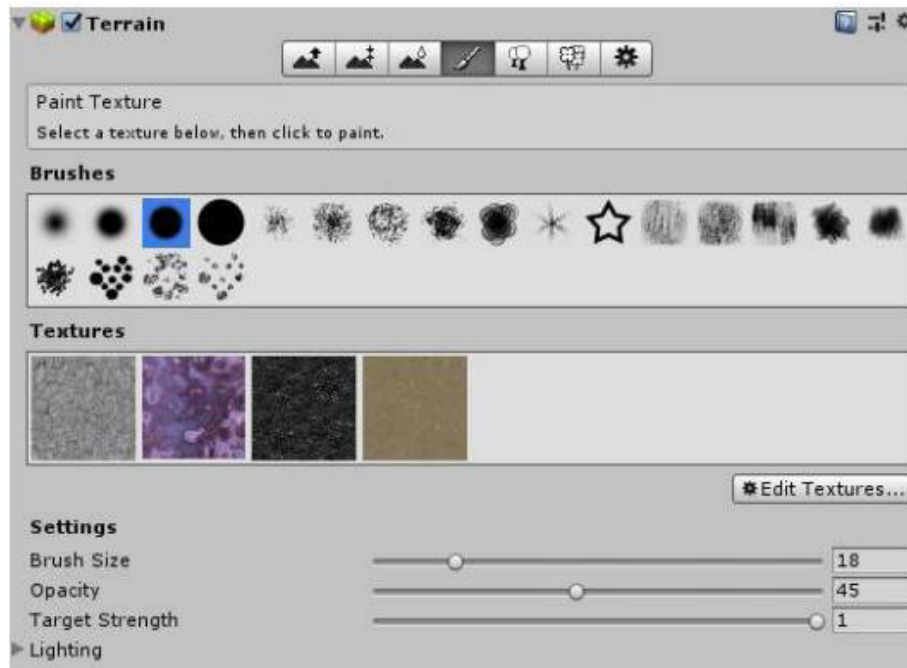 Terrain
Paint Texture
Select a texture below, then click to paint.
Brushes
Textures
Edit Textures...
Settings
Brush Size 18
Opacity 45
Target Strength 1
Lighting